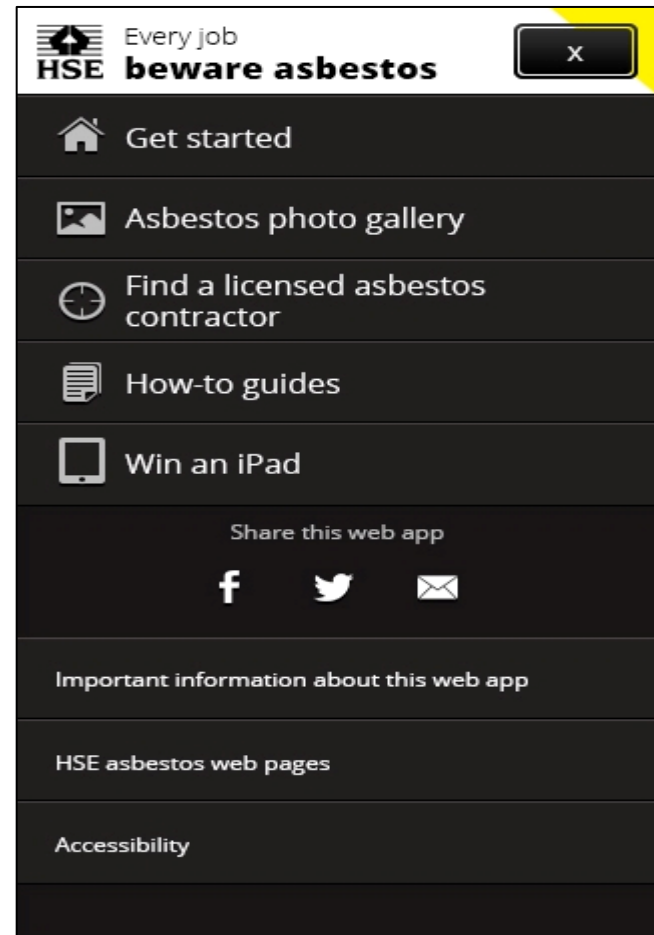 Every job
HSE beware asbestos
x
Get started
Asbestos photo gallery
Find a licensed asbestos
contractor
How-to guides
Win an iPad
Share this web app
Important information about this web app
HSE asbestos web pages
Accessibility